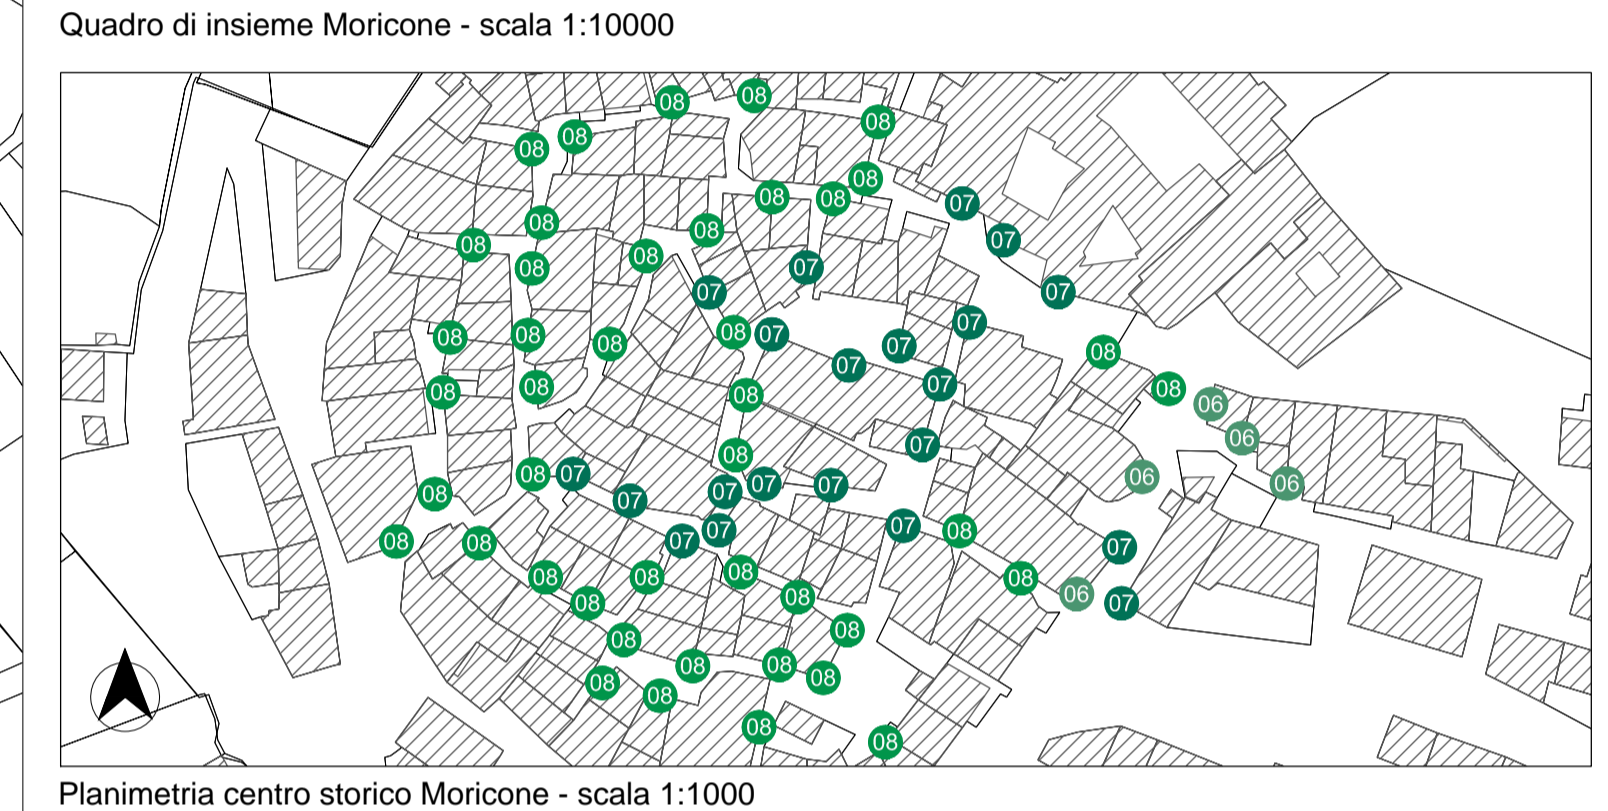 Quadro di insieme Moricone - scala 1:10000
08 08
08
08 08
08
08 08 07
08 08
08 07
08 08
08 07 07 07
07
08 08 08 08 07 07
07 08
07
08 08 08 07 08
06
08 07 06
08 07 07 07 06 06
08 07 07
08 08 07 07 07 08 07
08 08 08 08
08 08 06 07
08 08
08 08 08
08 08
08 08
Planimetria centro storico Moricone - scala 1:1000